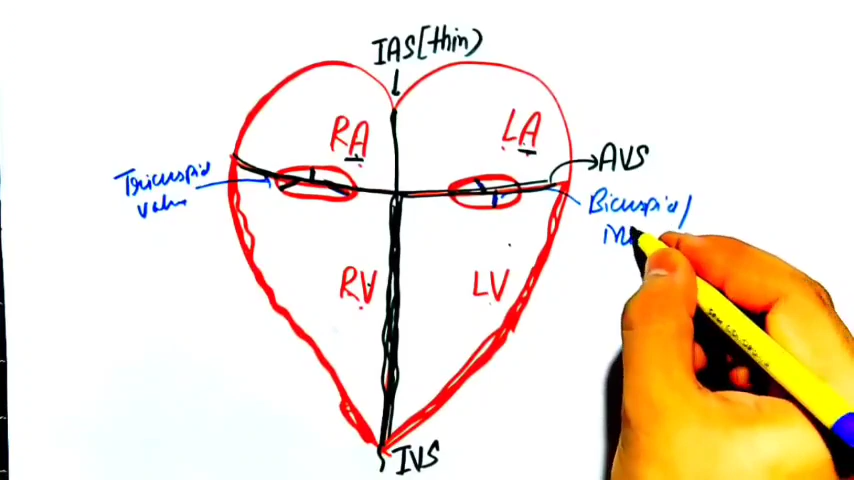 IAS(thin)
RA
LA
AVS
Tricuspid
valve
Bicuspid/
RV
LV
IVS